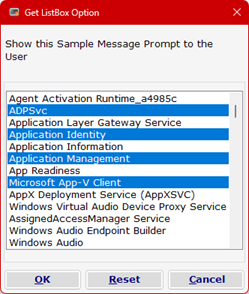 Get ListBox Option
Show this Sample Message Prompt to the
User
Agent Activation Runtime_a4985c
ADPSvc
Application Layer Gateway Service
Application Identity
Application Information
Application Management
App Readiness
Microsoft App-V Client
AppX Deployment Service (AppXSVC)
Windows Virtual Audio Device Proxy Service
AssignedAccessManager Service
Windows Audio Endpoint Builder
Windows Audio
OK
Reset
Cancel